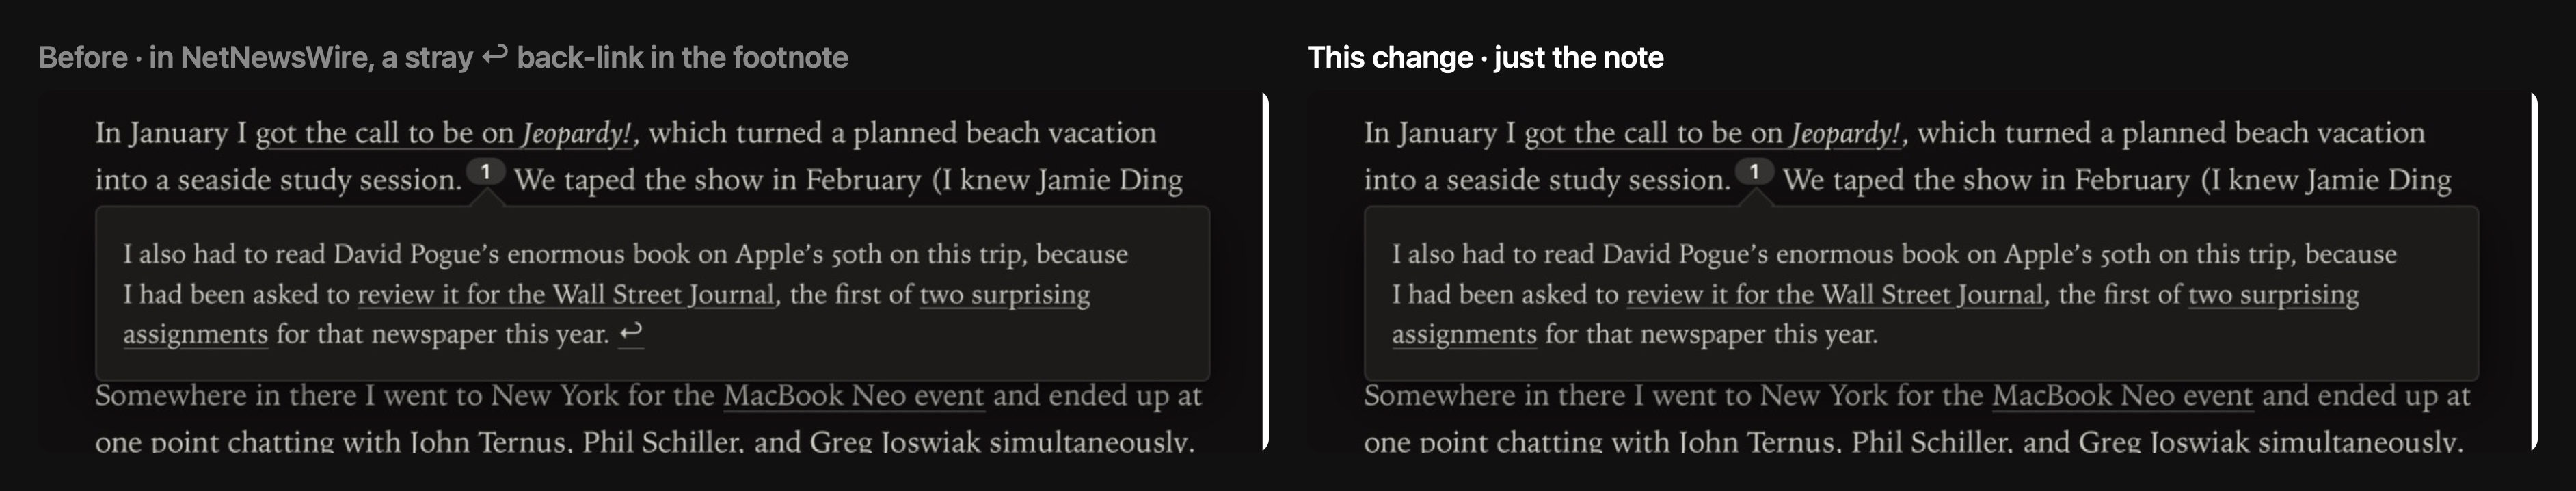 Before · in NetNewsWire, a stray ↩ back-link in the footnote
In January I got the call to be on Jeopardy!, which turned a planned beach vacation
into a seaside study session. 1 We taped the show in February (I knew Jamie Ding
I also had to read David Pogue’s enormous book on Apple’s 50th on this trip, because
I had been asked to review it for the Wall Street Journal, the first of two surprising
assignments for that newspaper this year. ↩
Somewhere in there I went to New York for the MacBook Neo event and ended up at
one point chatting with John Ternus, Phil Schiller, and Greg Joswiak simultaneously.
This change · just the note
In January I got the call to be on Jeopardy!, which turned a planned beach vacation
into a seaside study session. 1 We taped the show in February (I knew Jamie Ding
I also had to read David Pogue’s enormous book on Apple’s 50th on this trip, because
I had been asked to review it for the Wall Street Journal, the first of two surprising
assignments for that newspaper this year.
Somewhere in there I went to New York for the MacBook Neo event and ended up at
one point chatting with John Ternus, Phil Schiller, and Greg Joswiak simultaneously.